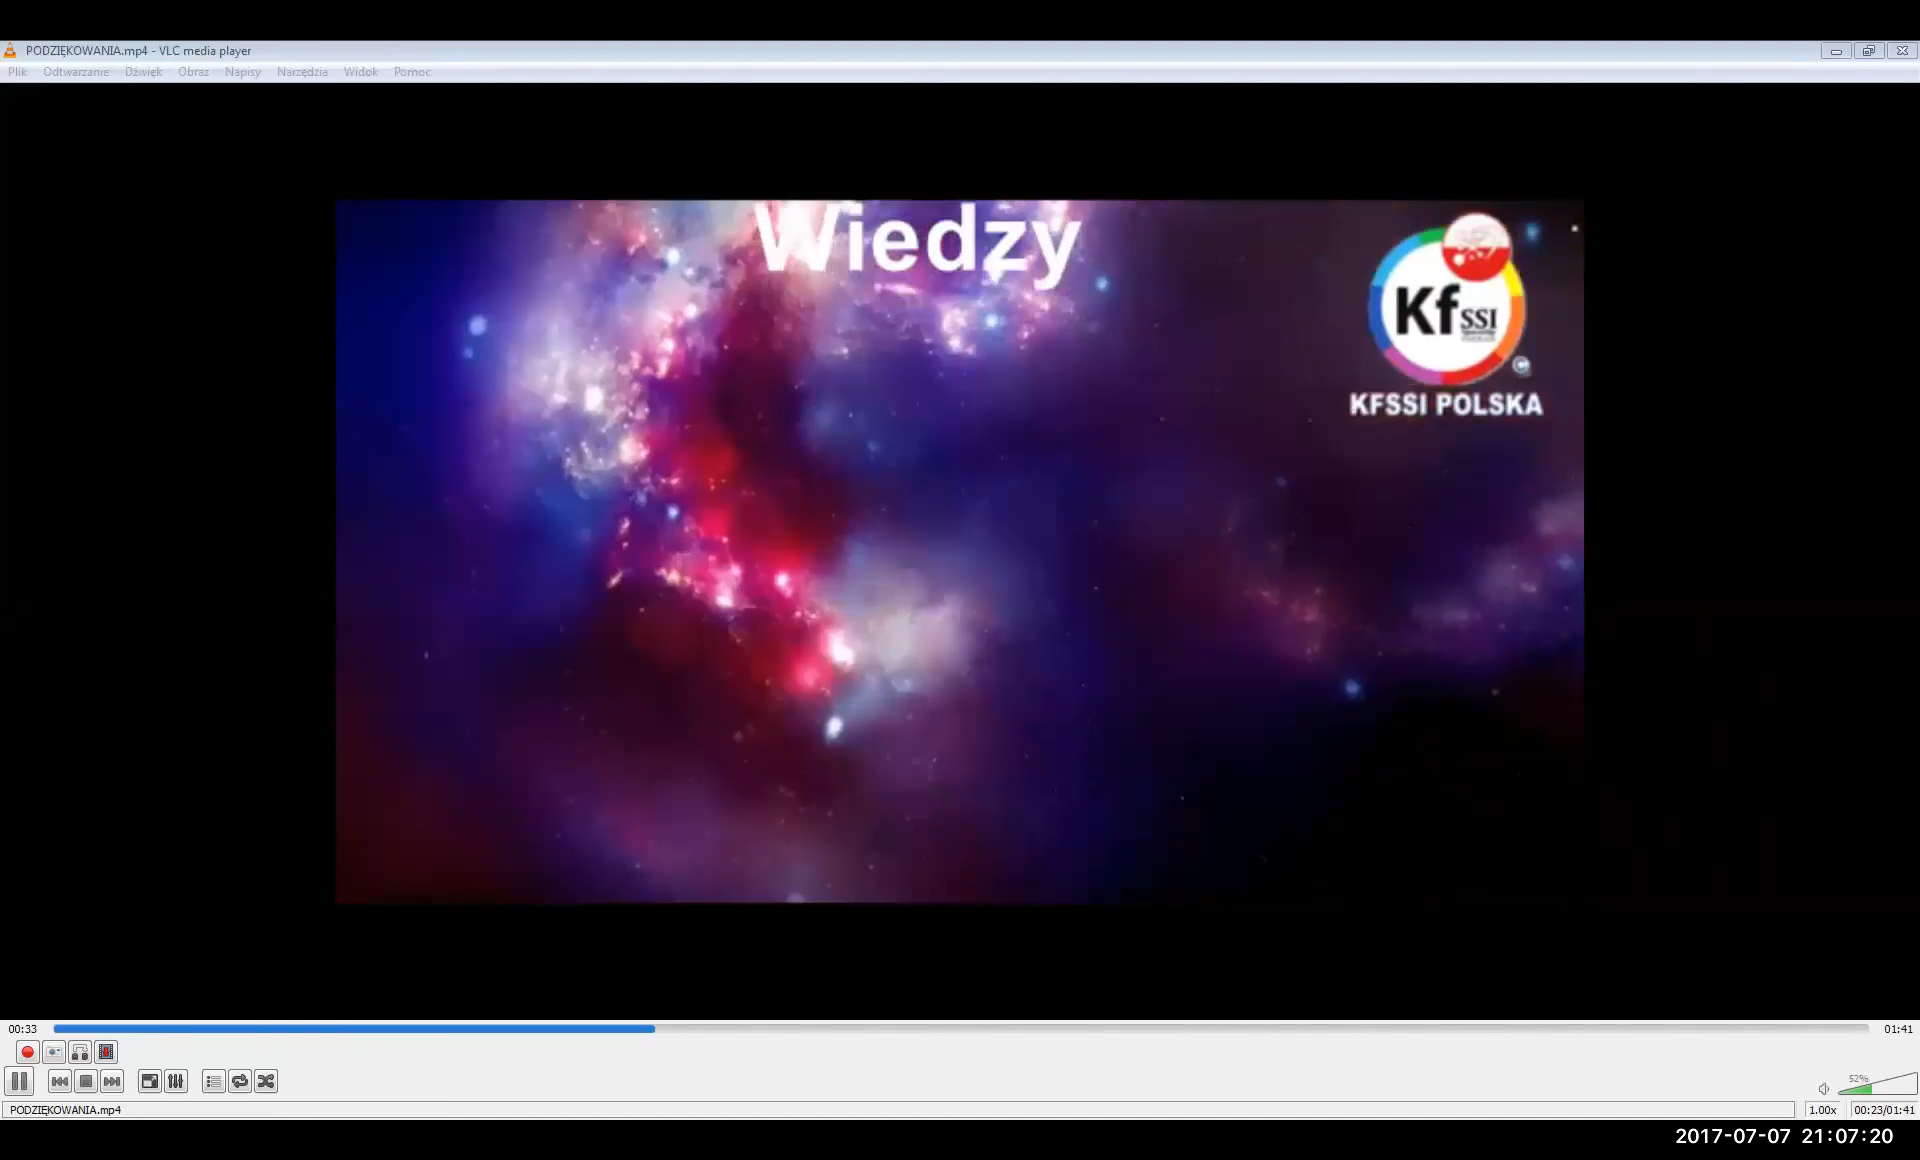 PODZIĘKOWANIA.mp4 - VLC media player
Plik Odtwarzanie Dźwięk Obraz Napisy Narzędzia Widok Pomoc
Wiedzy
Kf SSI
KFSSI POLSKA
00:33 01:41
52%
PODZIĘKOWANIA.mp4 1.00x 00:23/01:41
2017-07-07 21:07:20